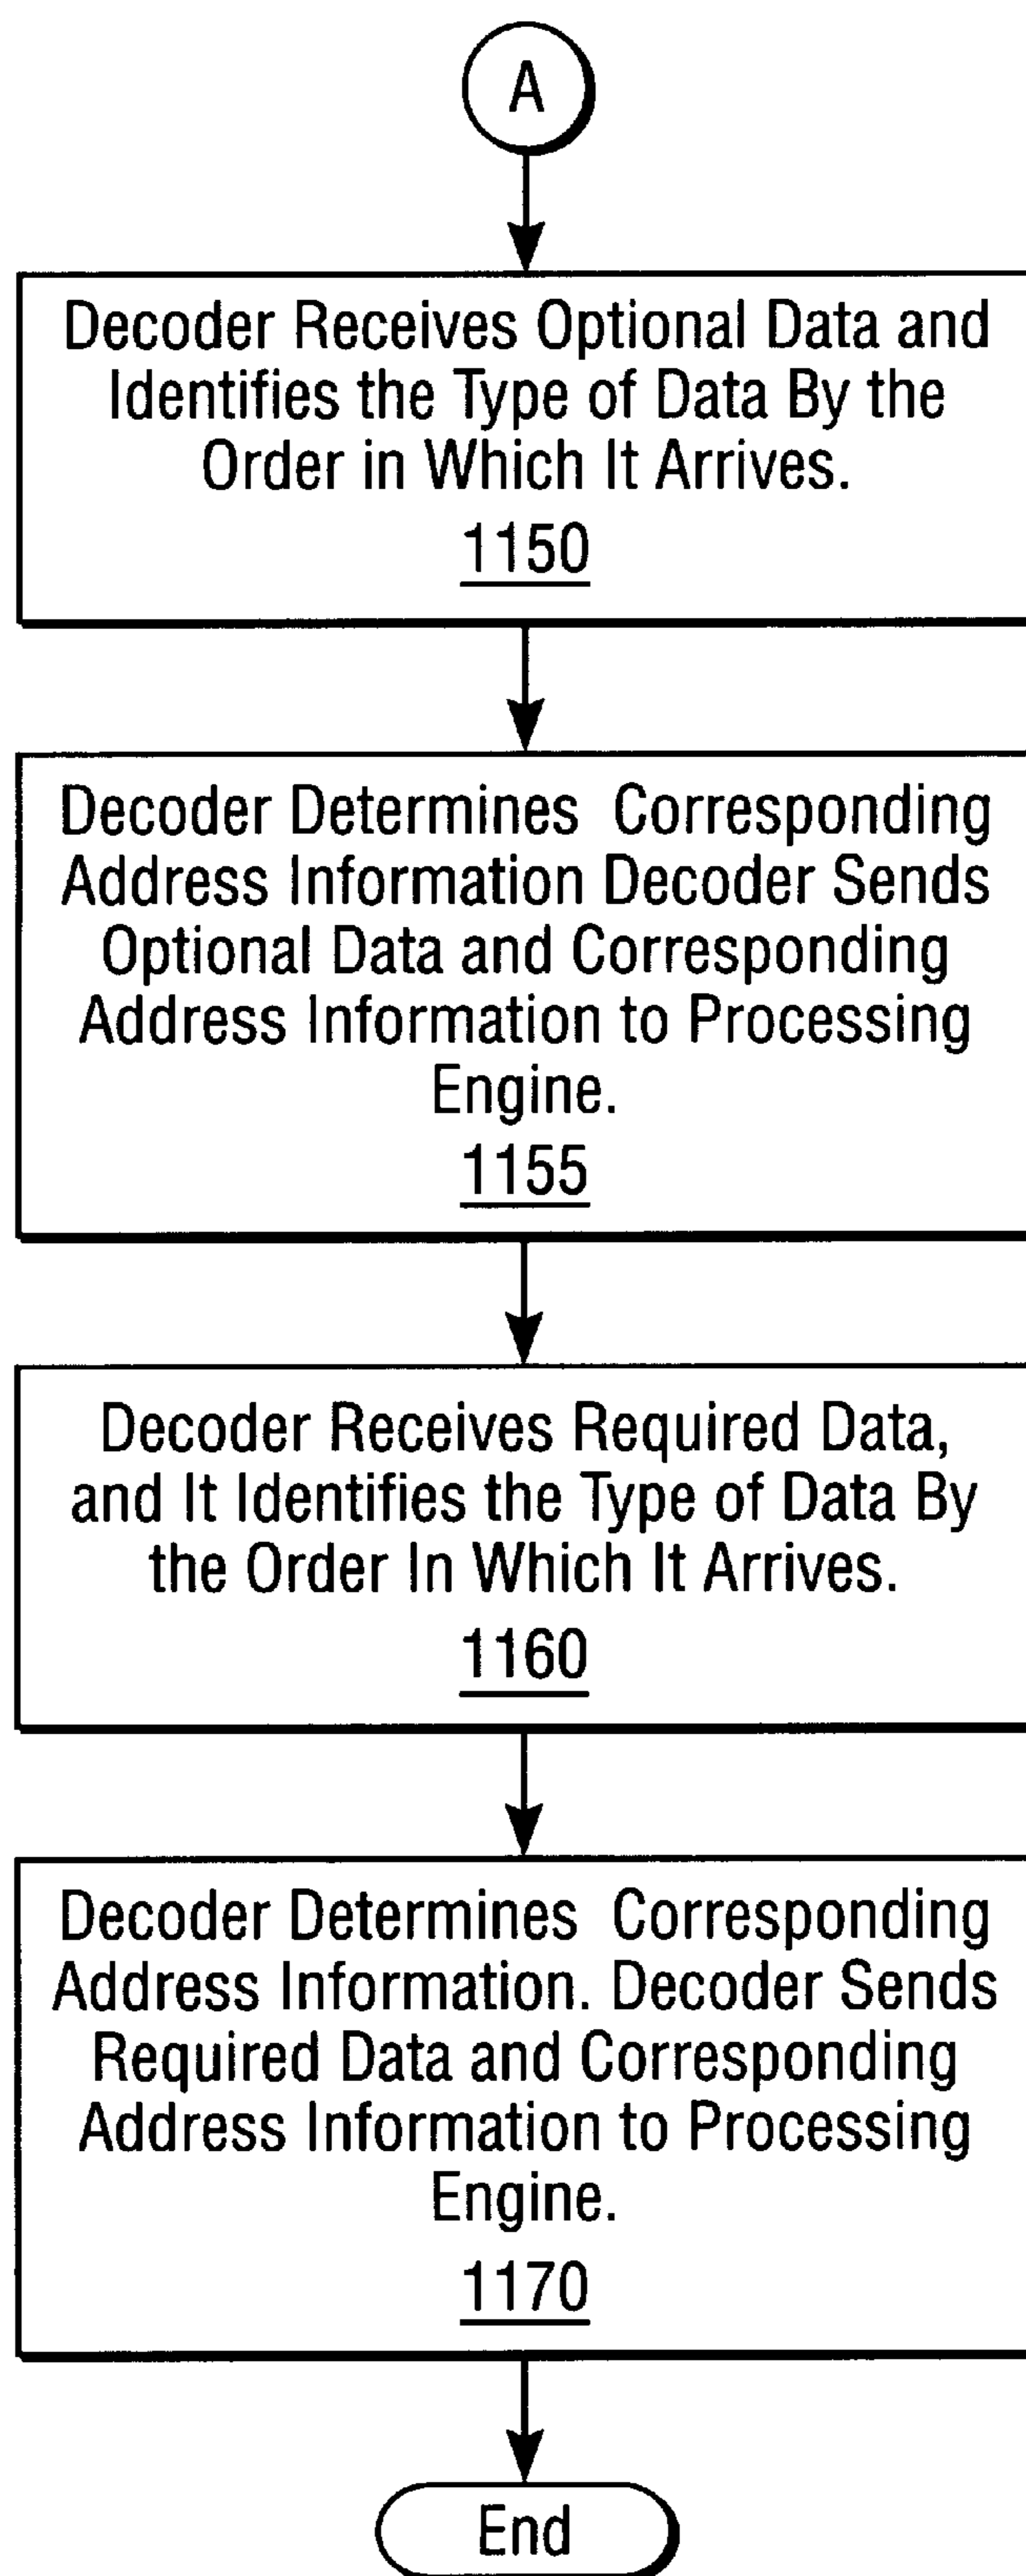 A
Decoder Receives Optional Data and
Identifies the Type of Data By the
Order in Which It Arrives.
1150
Decoder Determines Corresponding
Address Information Decoder Sends
Optional Data and Corresponding
Address Information to Processing
Engine.
1155
Decoder Receives Required Data,
and It Identifies the Type of Data By
the Order In Which It Arrives.
1160
Decoder Determines Corresponding
Address Information. Decoder Sends
Required Data and Corresponding
Address Information to Processing
Engine.
1170
End